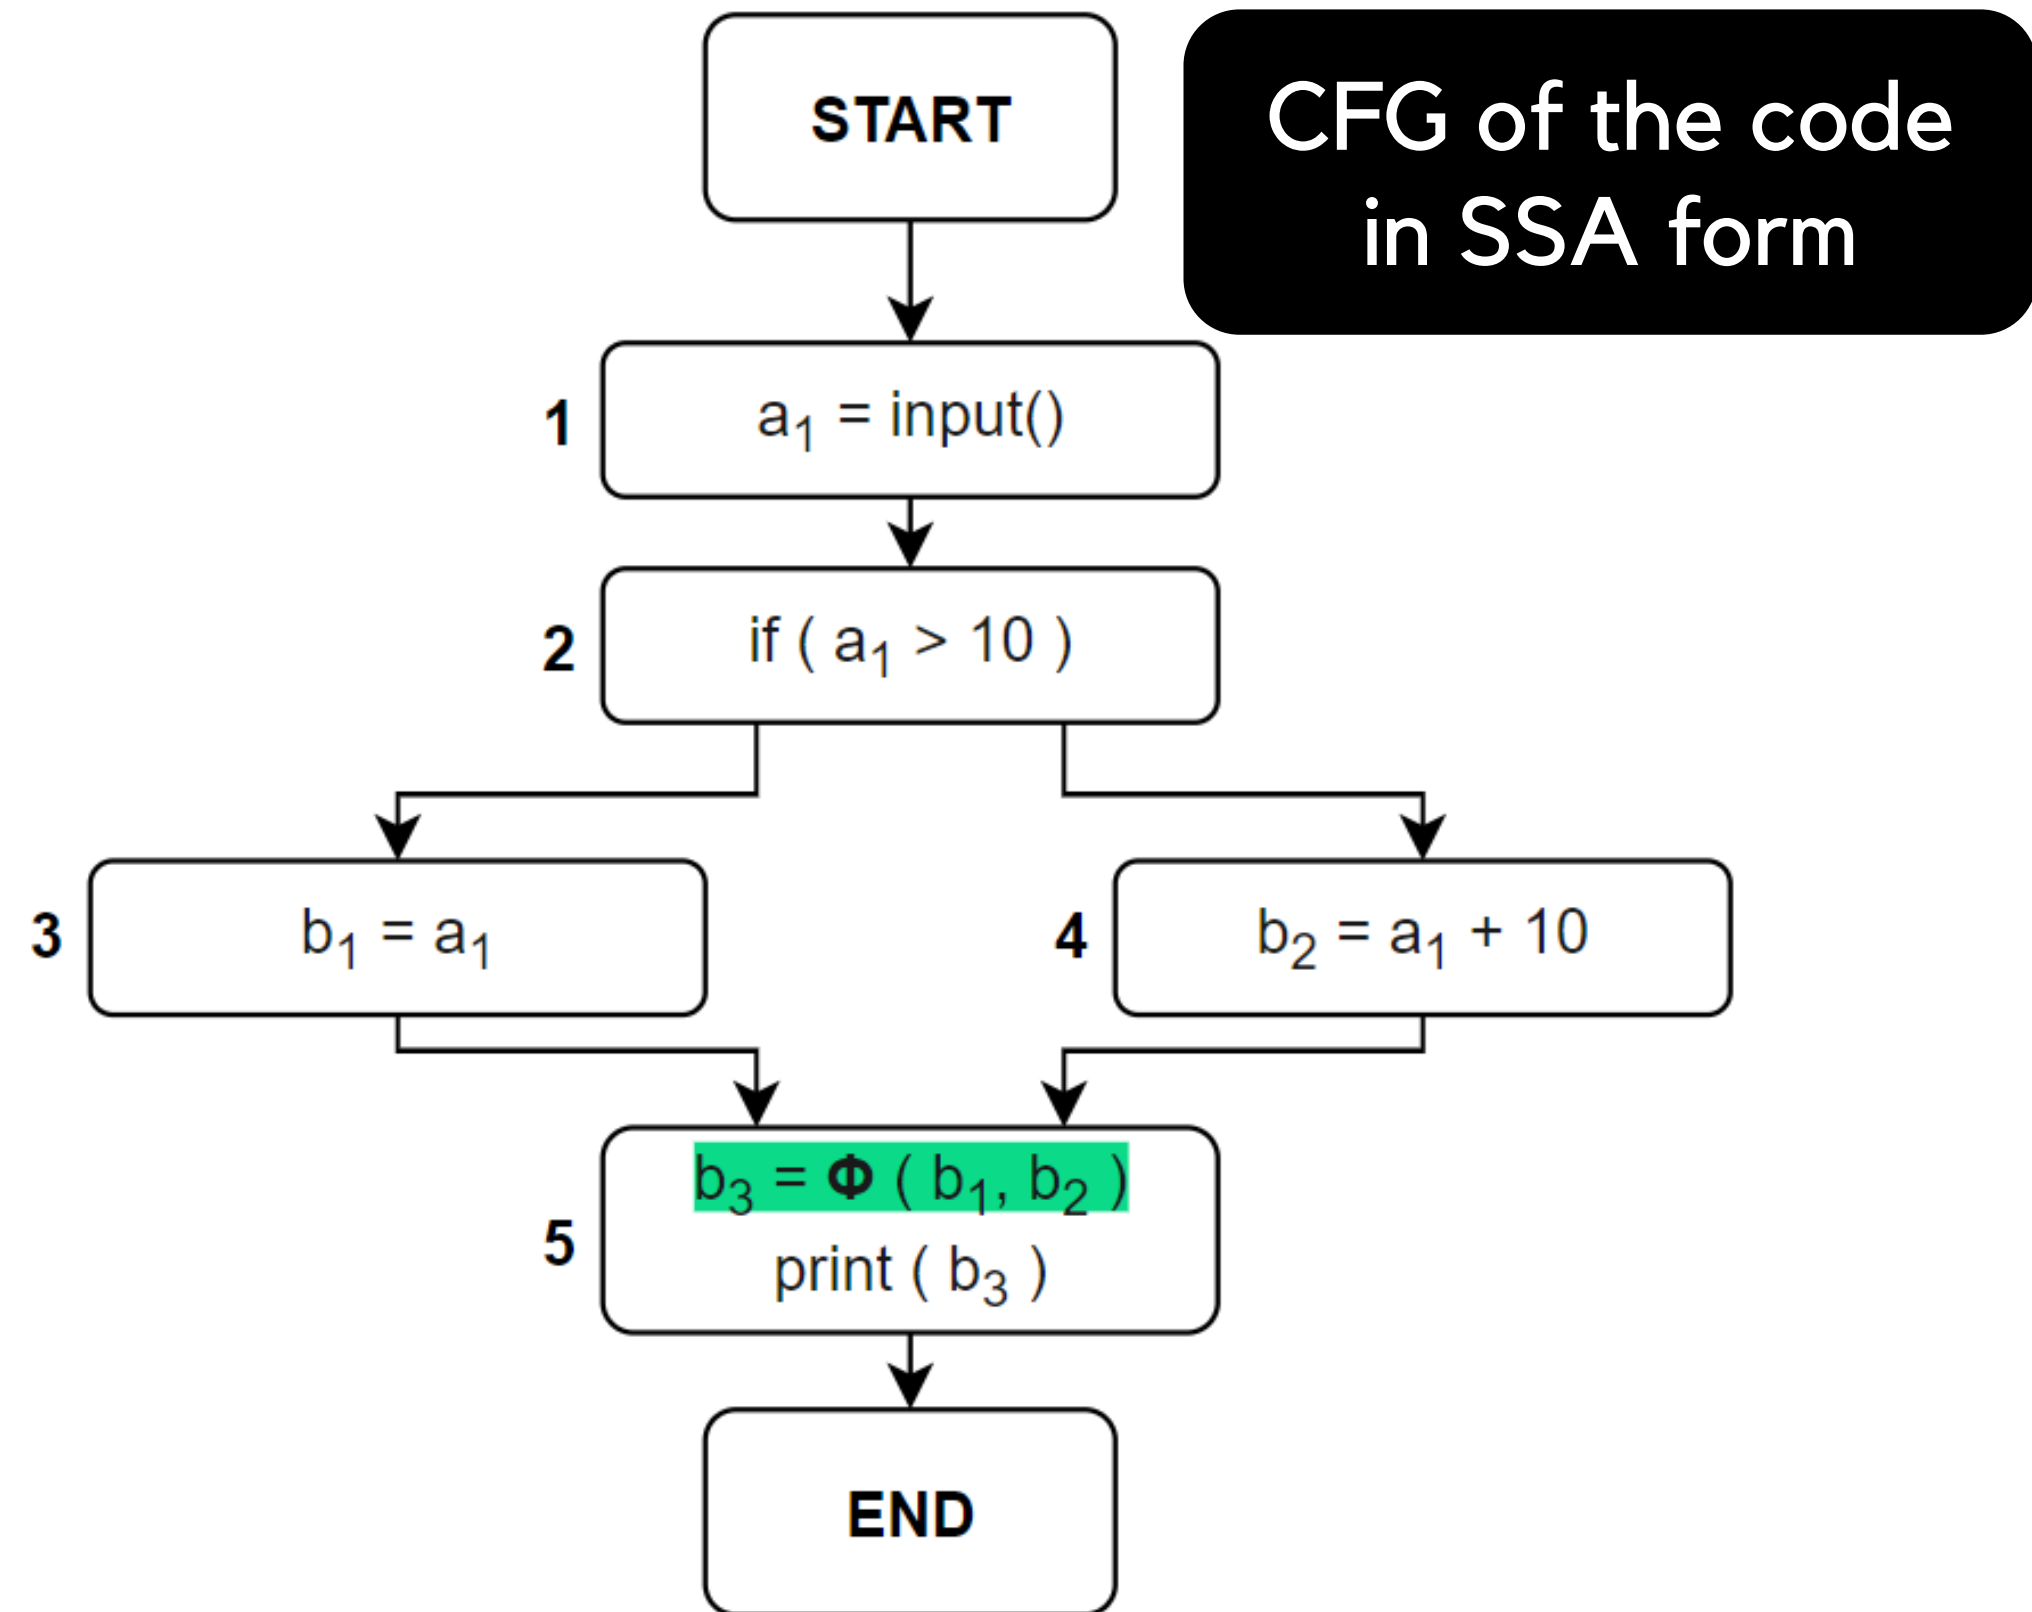 START
CFG of the code
in SSA form
1
a₁ = input()
2
if ( a₁ > 10 )
3
b₁ = a₁
4
b₂ = a₁ + 10
b₃ = Φ ( b₁, b₂ )
5
print ( b₃ )
END